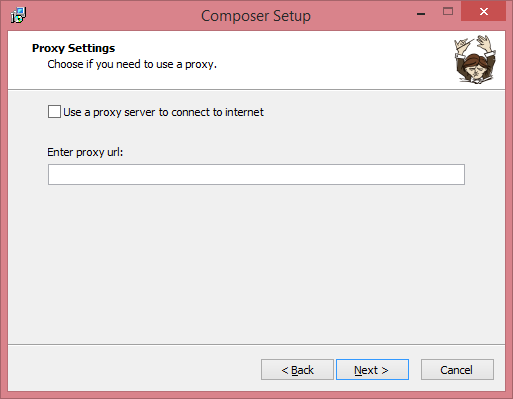 Composer Setup
Proxy Settings
Choose if you need to use a proxy.
Use a proxy server to connect to internet
Enter proxy url:
< Back
Next >
Cancel